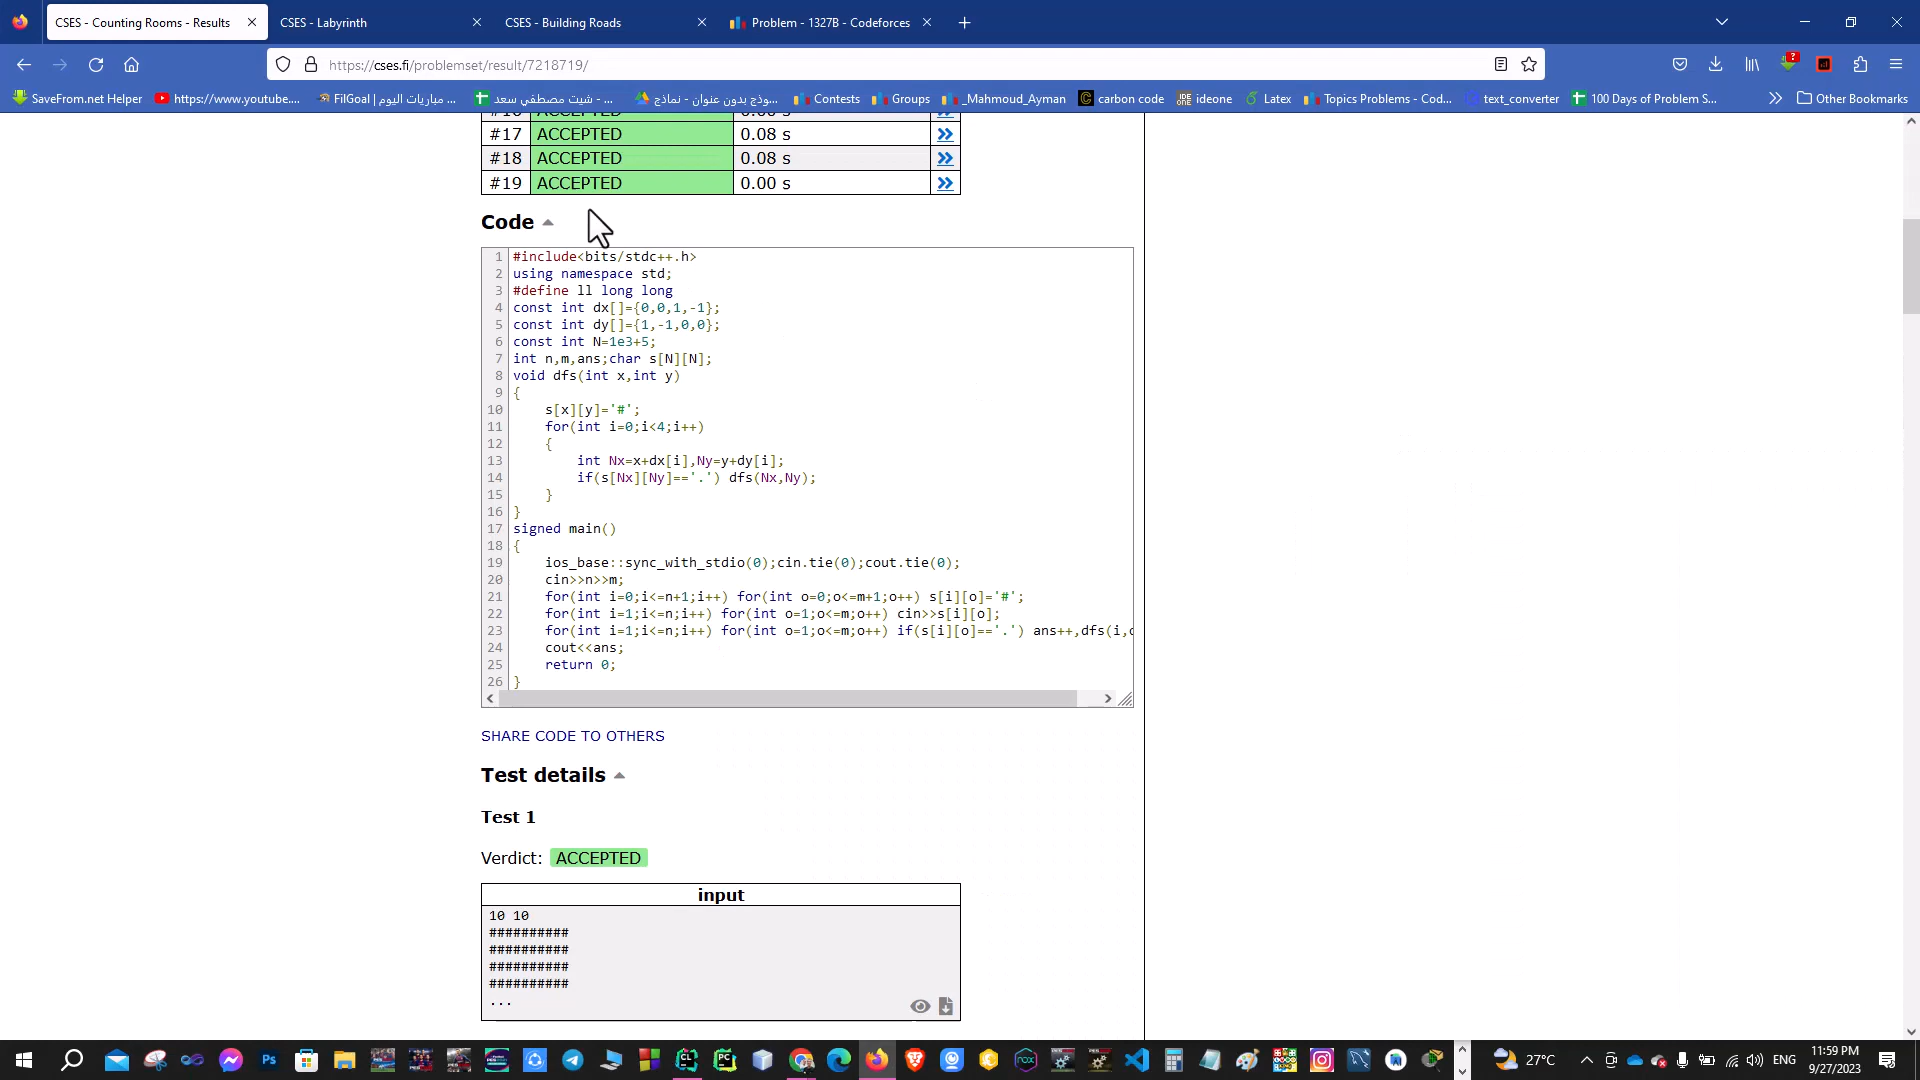 CSES - Counting Rooms - Results
CSES - Labyrinth
CSES - Building Roads
Problem - 1327B - Codeforces
https://cses.fi/problemset/result/7218719/
SaveFrom.net Helper
https://www.youtube....
FilGoal | مباريات اليوم ...
شيت مصطفي سعد - ...
وذج بدون عنوان - نماذج...
Contests
Groups
_Mahmoud_Ayman
carbon code
ideone
Latex
Topics Problems - Cod...
text_converter
100 Days of Problem S...
Other Bookmarks
#17 ACCEPTED 0.08 s
#18 ACCEPTED 0.08 s
#19 ACCEPTED 0.00 s
Code
1 #include<bits/stdc++.h>
2 using namespace std;
3 #define ll long long
4 const int dx[]={0,0,1,-1};
5 const int dy[]={1,-1,0,0};
6 const int N=1e3+5;
7 int n,m,ans;char s[N][N];
8 void dfs(int x,int y)
9 {
10 s[x][y]='#';
11 for(int i=0;i<4;i++)
12 {
13 int Nx=x+dx[i],Ny=y+dy[i];
14 if(s[Nx][Ny]=='.') dfs(Nx,Ny);
15 }
16 }
17 signed main()
18 {
19 ios_base::sync_with_stdio(0);cin.tie(0);cout.tie(0);
20 cin>>n>>m;
21 for(int i=0;i<=n+1;i++) for(int o=0;o<=m+1;o++) s[i][o]='#';
22 for(int i=1;i<=n;i++) for(int o=1;o<=m;o++) cin>>s[i][o];
23 for(int i=1;i<=n;i++) for(int o=1;o<=m;o++) if(s[i][o]=='.') ans++,dfs(i,
24 cout<<ans;
25 return 0;
26 }
SHARE CODE TO OTHERS
Test details
Test 1
Verdict: ACCEPTED
input
10 10
##########
##########
##########
##########
...
27°C
ENG
11:59 PM
9/27/2023